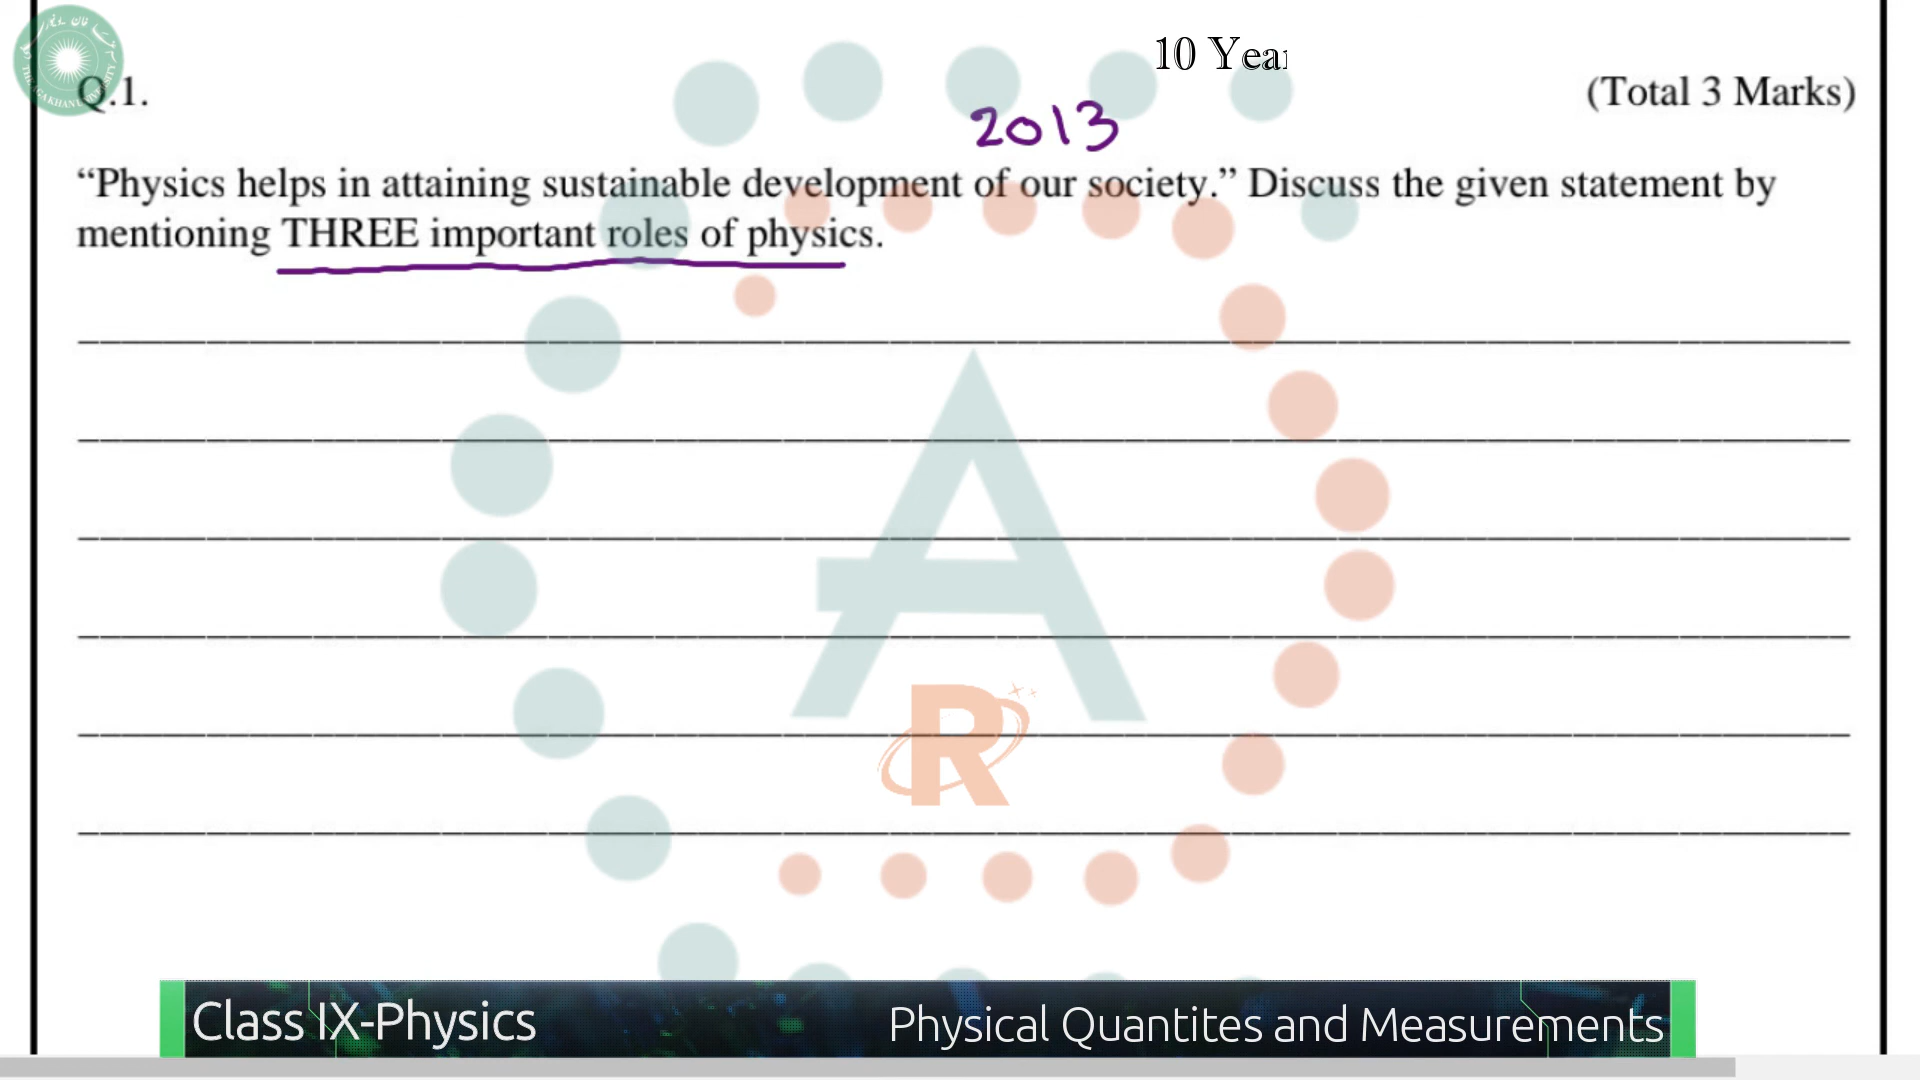 10 Year
Q.1.
(Total 3 Marks)
2013
“Physics helps in attaining sustainable development of our society.” Discuss the given statement by
mentioning THREE important roles of physics.
A
R
Class IX-Physics
Physical Quantites and Measurements